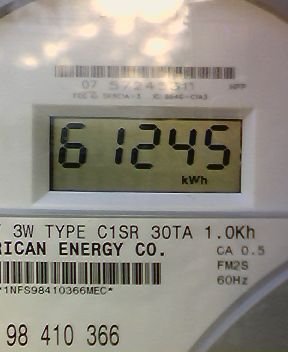 61245
kWh
3W TYPE C1SR 30TA 1.0Kh
RICAN ENERGY CO.
CA 0.5
FM2S
60Hz
*1NFS98410366MEC*
98 410 366